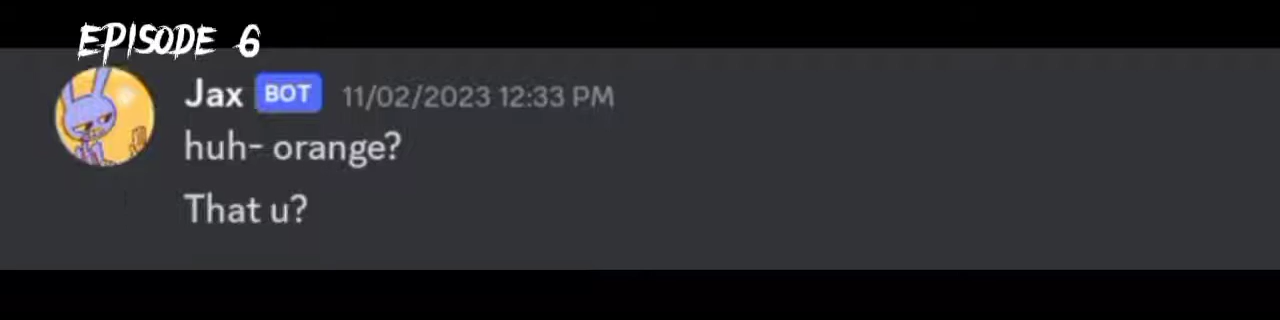 EPISODE 6
Jax BOT 11/02/2023 12:33 PM
huh- orange?
That u?